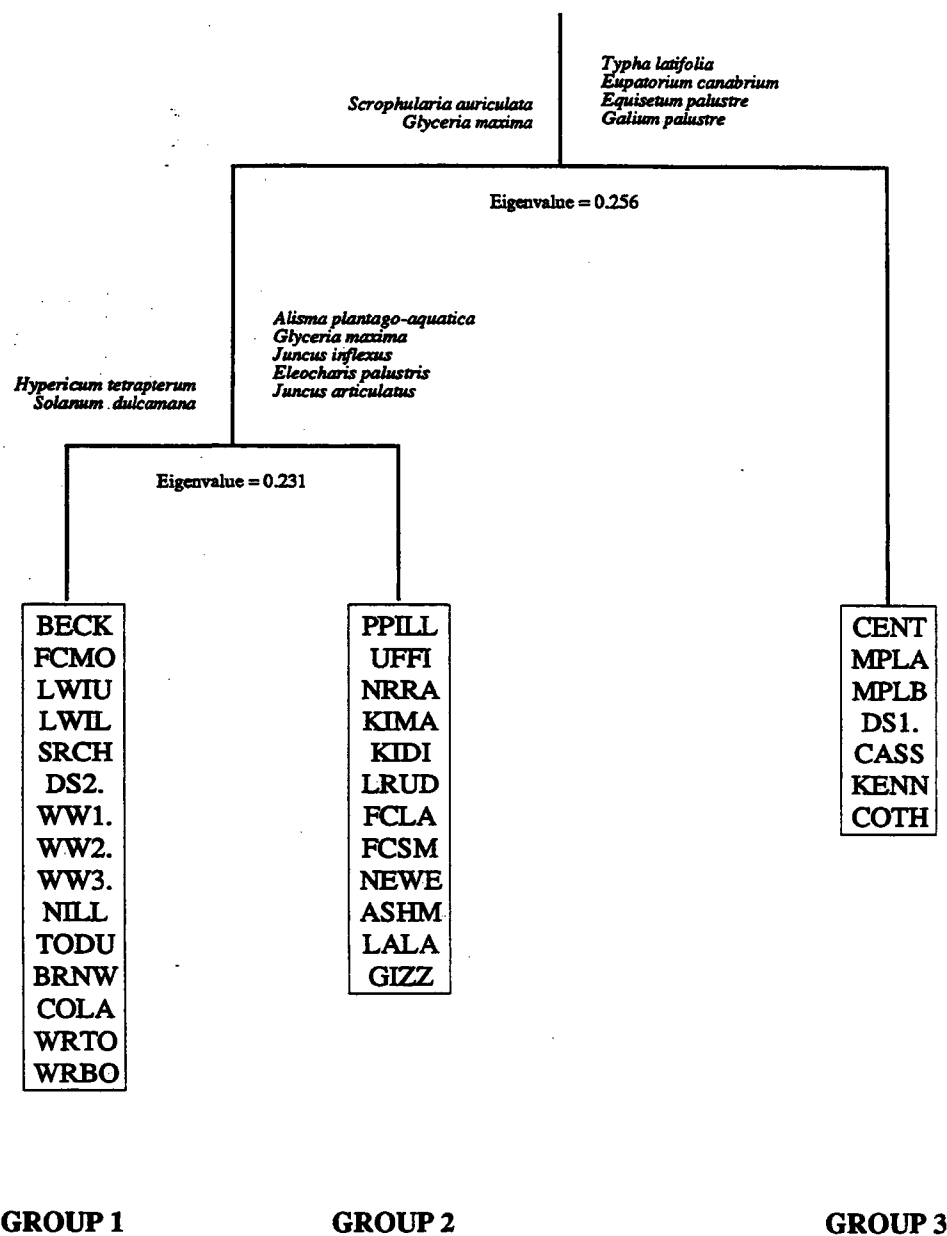 Typha latifolia
Eupatorium canabrium
Equisetum palustre
Galium palustre
Scrophularia auriculata
Glyceria maxima
Eigenvalue = 0.256
Alisma plantago-aquatica
Glyceria maxima
Juncus inflexus
Eleocharis palustris
Juncus articulatus
Hypericum tetrapterum
Solanum dulcamana
Eigenvalue = 0.231
BECK
FCMO
LWIU
LWIL
SRCH
DS2.
WW1.
WW2.
WW3.
NILL
TODU
BRNW
COLA
WRTO
WRBO
PPILL
UFFI
NRRA
KIMA
KIDI
LRUD
FCLA
FCSM
NEWE
ASHM
LALA
GIZZ
CENT
MPLA
MPLB
DS1.
CASS
KENN
COTH
GROUP 1
GROUP 2
GROUP 3